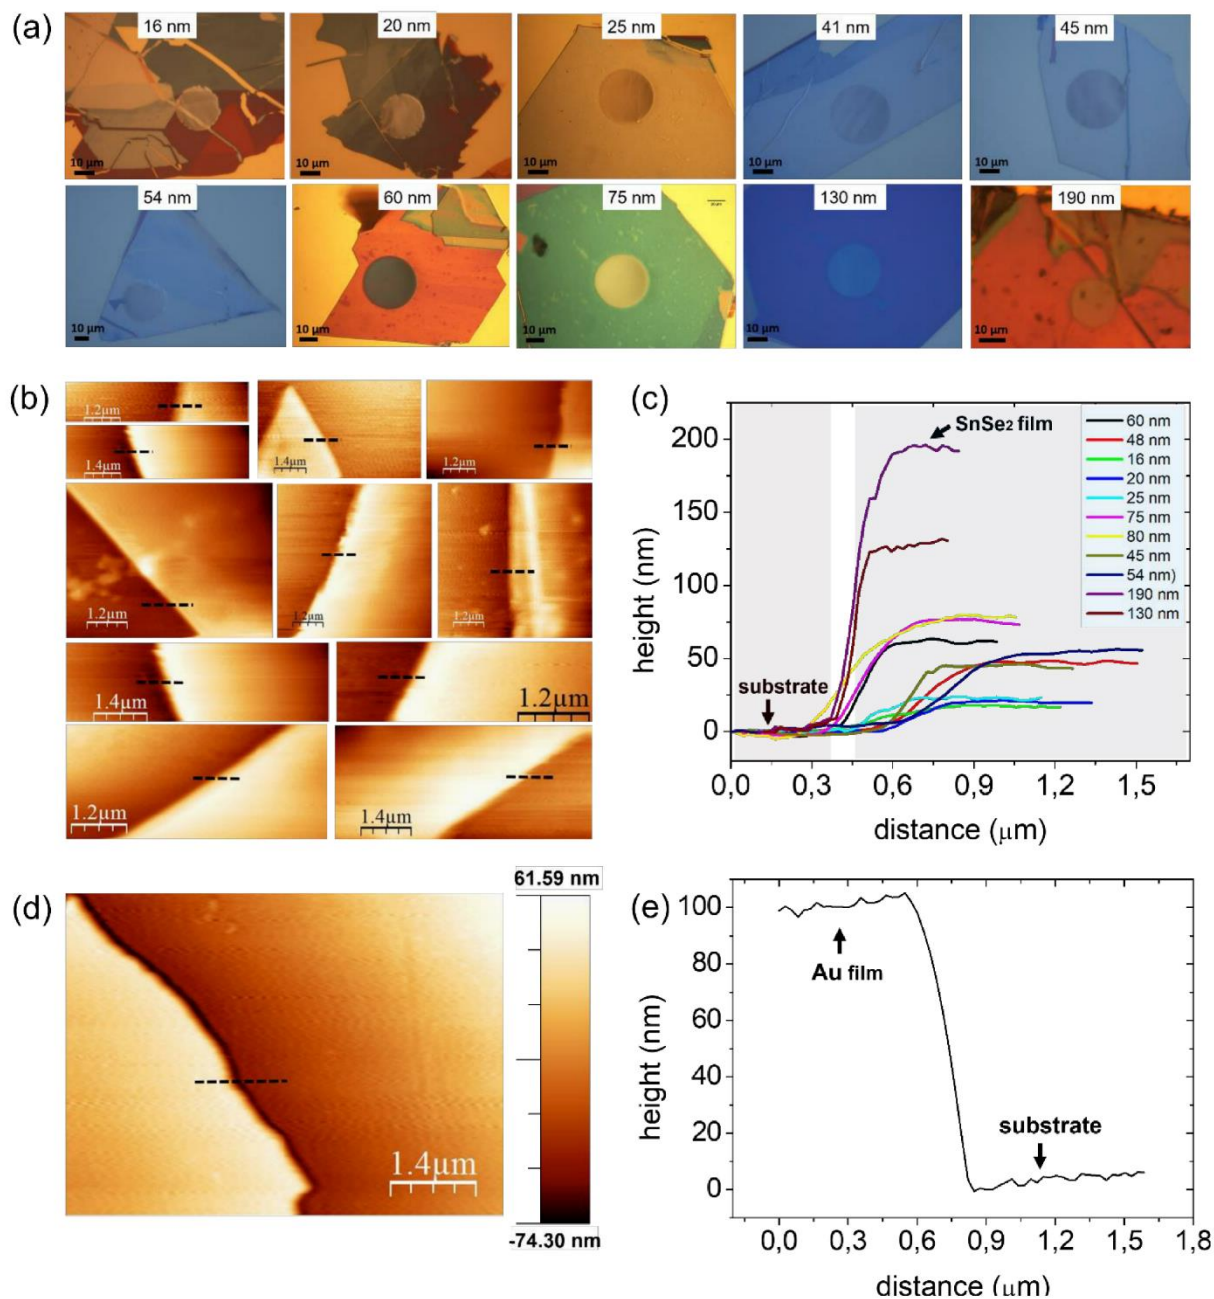 (a)
16 nm
20 nm
25 nm
41 nm
45 nm
10 µm
10 µm
10 µm
10 µm
10 µm
54 nm
60 nm
75 nm
130 nm
190 nm
10 µm
10 µm
10 µm
10 µm
10 µm
(b)
1.2µm
1.4µm
1.4µm
1.2µm
1.2µm
1.2µm
1.2µm
1.4µm
1.2µm
1.2µm
1.4µm
(c)
SnSe2 film
substrate
60 nm
48 nm
16 nm
20 nm
25 nm
75 nm
80 nm
45 nm
54 nm)
190 nm
130 nm
200
150
100
50
0
height (nm)
0,0 0,3 0,6 0,9 1,2 1,5
distance (µm)
(d)
61.59 nm
1.4µm
-74.30 nm
(e)
100
80
60
40
20
0
height (nm)
Au film
substrate
0,0 0,3 0,6 0,9 1,2 1,5 1,8
distance (µm)